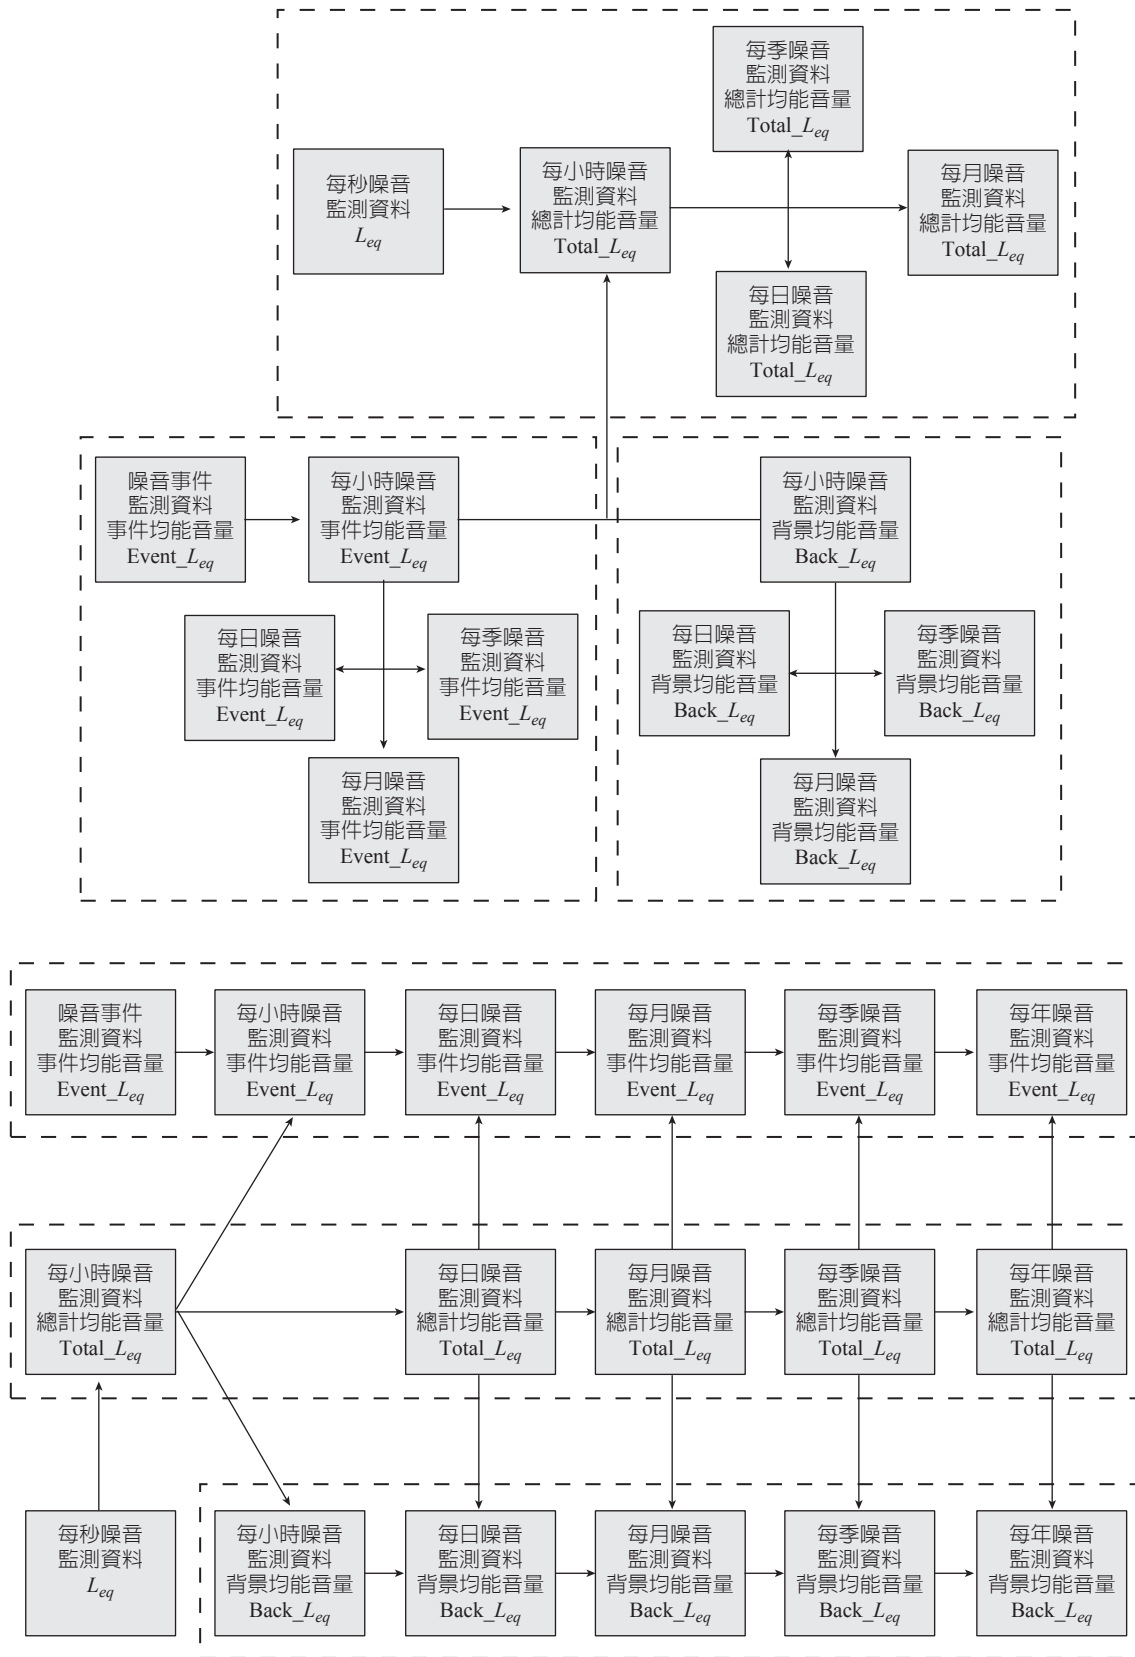 每季噪音
監測資料
總計均能音量
Total_Leq
每秒噪音
監測資料
Leq
每小時噪音
監測資料
總計均能音量
Total_Leq
每月噪音
監測資料
總計均能音量
Total_Leq
每日噪音
監測資料
總計均能音量
Total_Leq
噪音事件
監測資料
事件均能音量
Event_Leq
每小時噪音
監測資料
事件均能音量
Event_Leq
每日噪音
監測資料
事件均能音量
Event_Leq
每季噪音
監測資料
事件均能音量
Event_Leq
每月噪音
監測資料
事件均能音量
Event_Leq
每小時噪音
監測資料
背景均能音量
Back_Leq
每日噪音
監測資料
背景均能音量
Back_Leq
每季噪音
監測資料
背景均能音量
Back_Leq
每月噪音
監測資料
背景均能音量
Back_Leq
噪音事件
監測資料
事件均能音量
Event_Leq
每小時噪音
監測資料
事件均能音量
Event_Leq
每日噪音
監測資料
事件均能音量
Event_Leq
每月噪音
監測資料
事件均能音量
Event_Leq
每季噪音
監測資料
事件均能音量
Event_Leq
每年噪音
監測資料
事件均能音量
Event_Leq
每小時噪音
監測資料
總計均能音量
Total_Leq
每日噪音
監測資料
總計均能音量
Total_Leq
每月噪音
監測資料
總計均能音量
Total_Leq
每季噪音
監測資料
總計均能音量
Total_Leq
每年噪音
監測資料
總計均能音量
Total_Leq
每秒噪音
監測資料
Leq
每小時噪音
監測資料
背景均能音量
Back_Leq
每日噪音
監測資料
背景均能音量
Back_Leq
每月噪音
監測資料
背景均能音量
Back_Leq
每季噪音
監測資料
背景均能音量
Back_Leq
每年噪音
監測資料
背景均能音量
Back_Leq